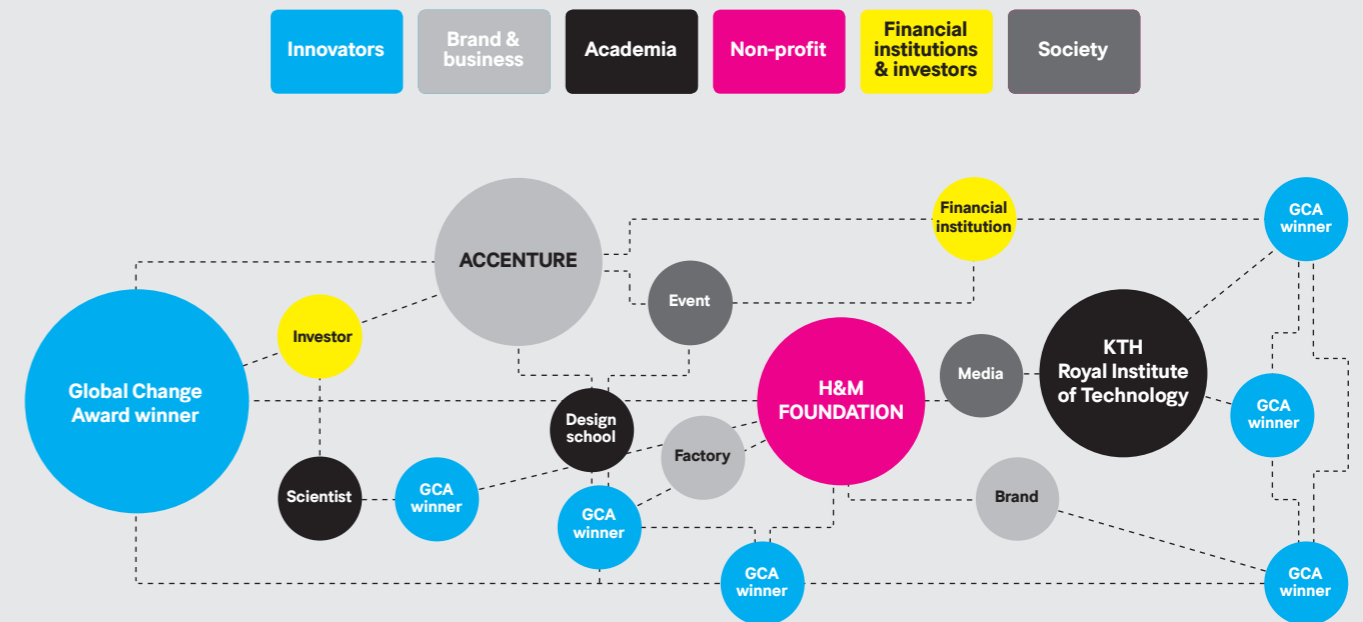 Innovators
Brand &
business
Academia
Non-profit
Financial
institutions
& investors
Society
ACCENTURE
Financial
institution
GCA
winner
Event
Investor
Global Change
Award winner
H&M
FOUNDATION
Media
KTH
Royal Institute
of Technology
Design
school
GCA
winner
Factory
Scientist
GCA
winner
GCA
winner
Brand
GCA
winner
GCA
winner